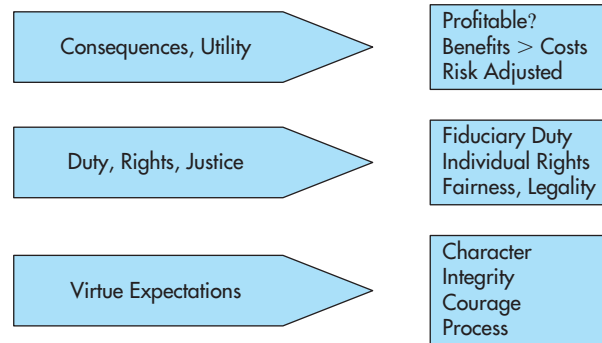 Consequences, Utility
Profitable?
Benefits > Costs
Risk Adjusted
Duty, Rights, Justice
Fiduciary Duty
Individual Rights
Fairness, Legality
Virtue Expectations
Character
Integrity
Courage
Process